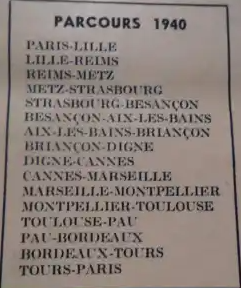 PARCOURS 1940
PARIS-LILLE
LILLE-REIMS
REIMS-METZ
METZ-STRASBOURG
STRASBOURG-BESANÇON
BESANÇON-AIX-LES-BAINS
AIX-LES-BAINS-BRIANÇON
BRIANÇON-DIGNE
DIGNE-CANNES
CANNES-MARSEILLE
MARSEILLE-MONTPELLIER
MONTPELLIER-TOULOUSE
TOULOUSE-PAU
PAU-BORDEAUX
BORDEAUX-TOURS
TOURS-PARIS